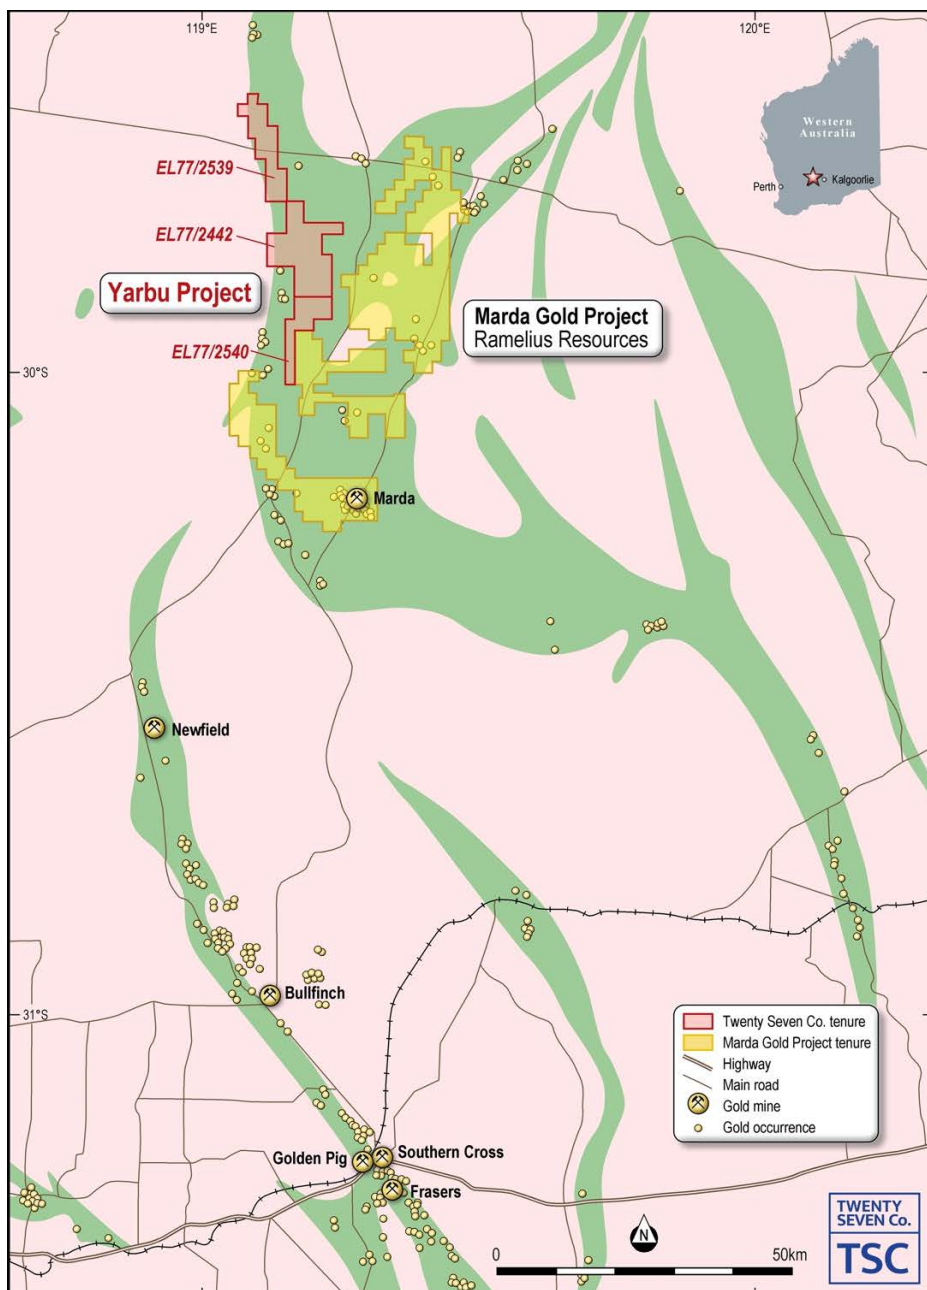 119°E
120°E
Western
Australia
Perth
Kalgoorlie
EL77/2539
EL77/2442
Yarbu Project
EL77/2540
Marda Gold Project
Ramelius Resources
30°S
Marda
Newfield
Bullfinch
31°S
Golden Pig
Southern Cross
Frasers
Twenty Seven Co. tenure
Marda Gold Project tenure
Highway
Main road
Gold mine
Gold occurrence
N
0
50km
TWENTY
SEVEN Co.
TSC